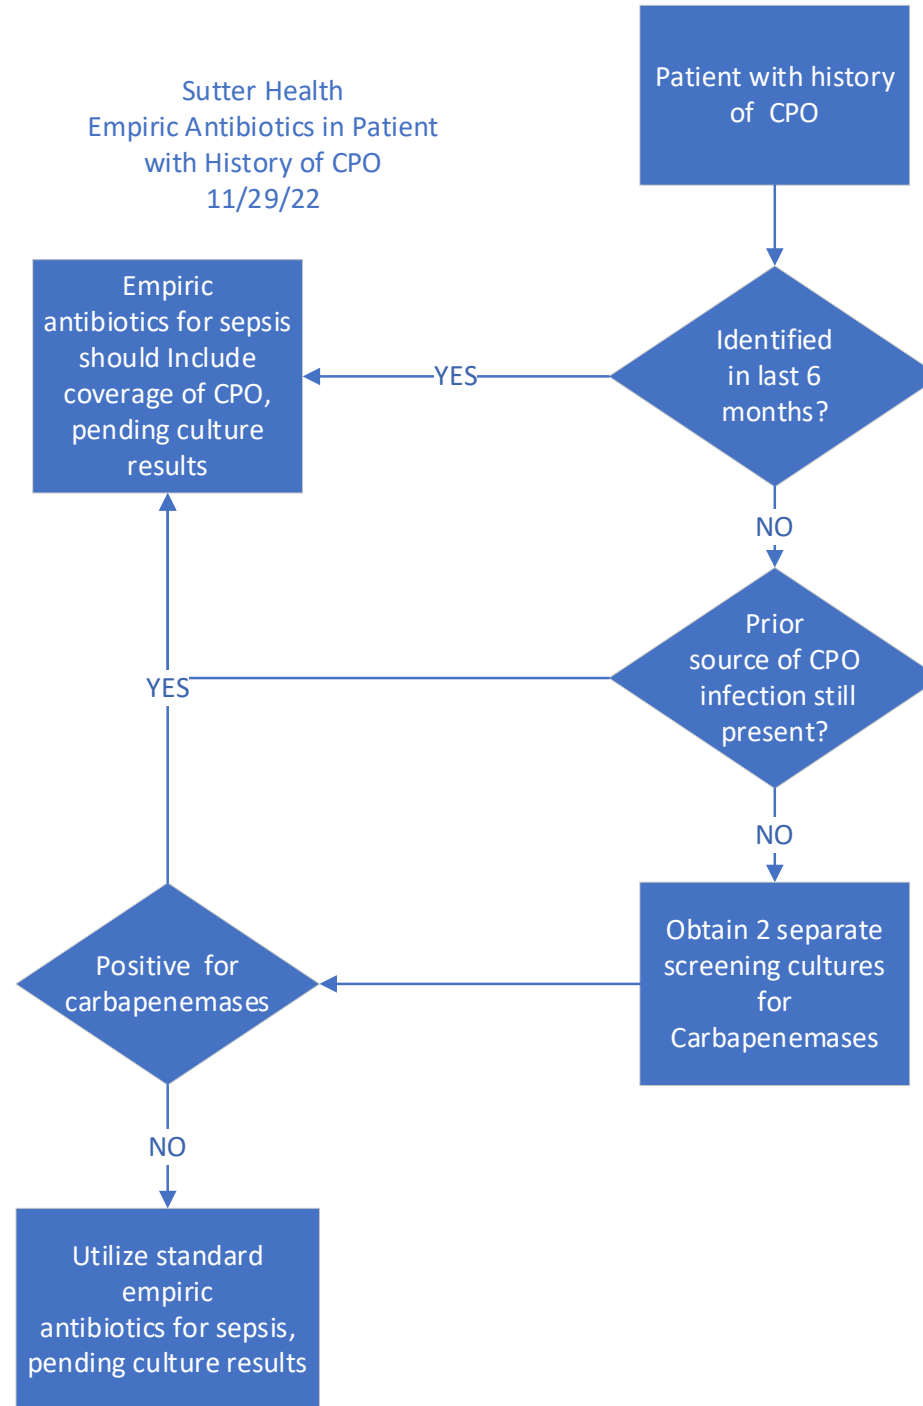 Sutter Health
Empiric Antibiotics in Patient
with History of CPO
11/29/22
Patient with history
of CPO
Identified
in last 6
months?
YES
Empiric
antibiotics for sepsis
should Include
coverage of CPO,
pending culture
results
NO
Prior
source of CPO
infection still
present?
YES
NO
Obtain 2 separate
screening cultures
for
Carbapenemases
Positive for
carbapenemases
NO
Utilize standard
empiric
antibiotics for sepsis,
pending culture results